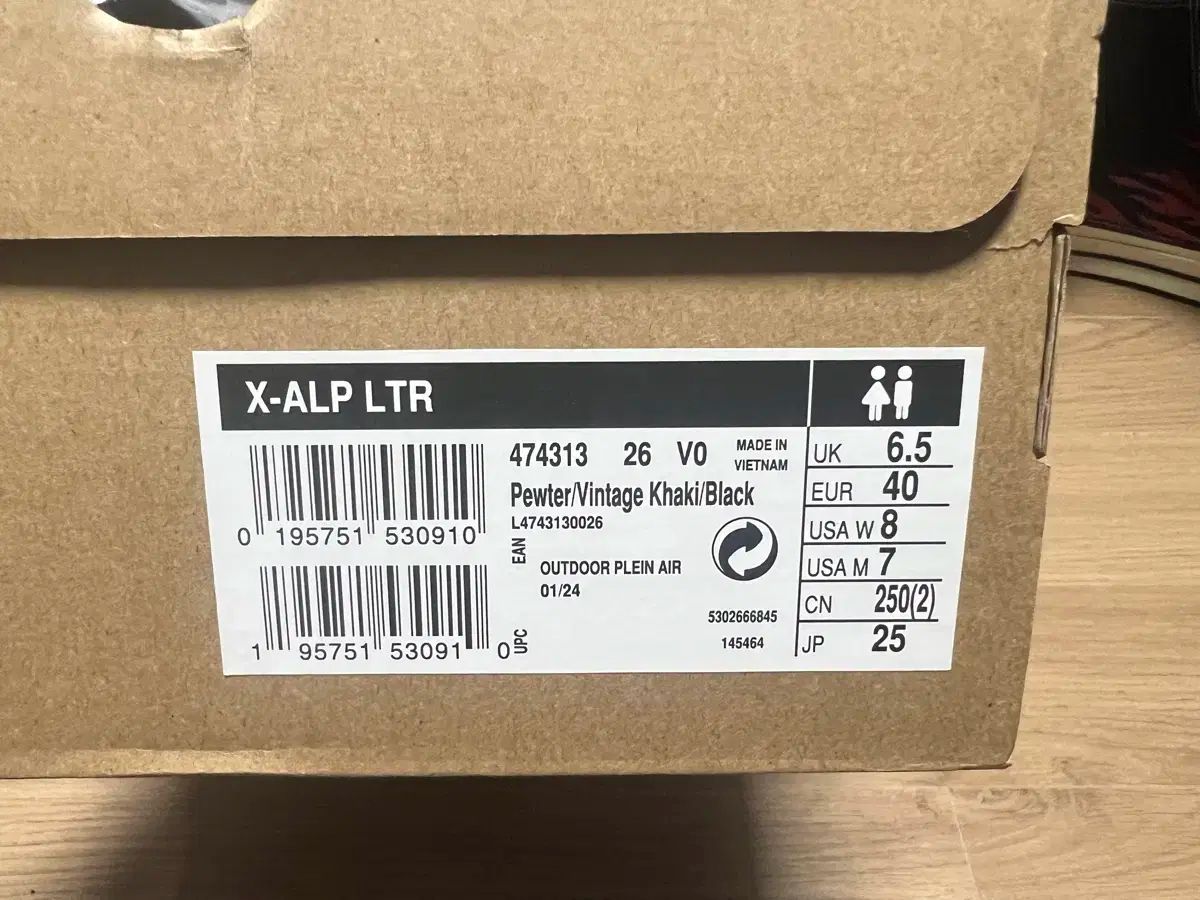 X-ALP LTR
0 195751 530910
EAN
1 95751 53091 0
UPC
474313 26 V0
MADE IN
VIETNAM
Pewter/Vintage Khaki/Black
L4743130026
OUTDOOR PLEIN AIR
01/24
5302666845
145464
UK 6.5
EUR 40
USA W 8
USA M 7
CN 250(2)
JP 25